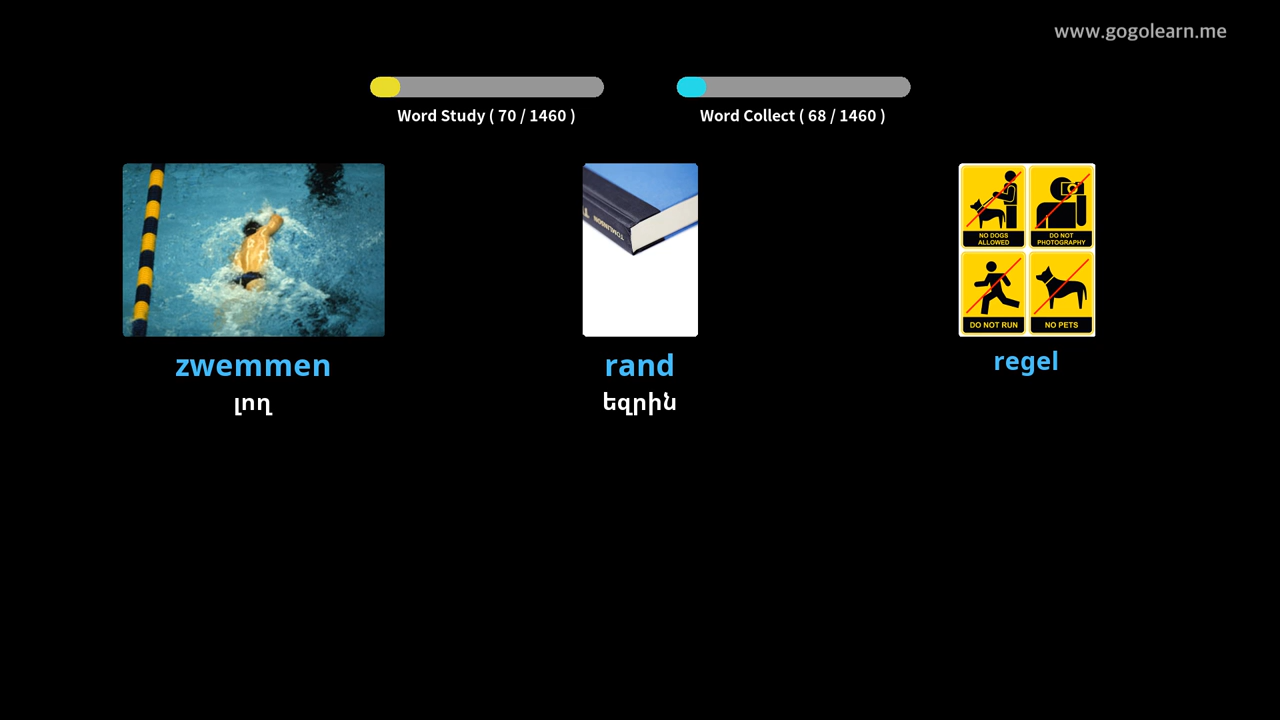 www.gogolearn.me
Word Study ( 70 / 1460 )
Word Collect ( 68 / 1460 )
TOMLINSON
NO DOGS
ALLOWED
DO NOT
PHOTOGRAPHY
DO NOT RUN
NO PETS
zwemmen
rand
regel
լող
եզրին